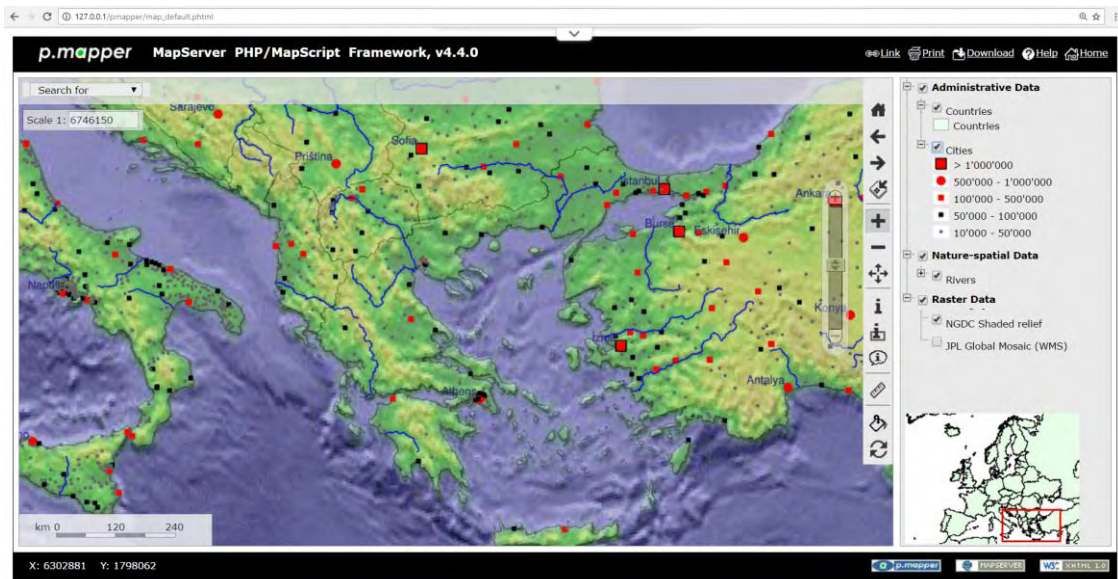 127.0.0.1/pmapper/map_default.phtml
p.mapper MapServer PHP/MapScript Framework, v4.4.0
Link Print Download Help Home
Search for
Scale 1: 6746150
Sarajevo
Priština
Sofia
Istanbul
Ankara
Bursa
Eskisehir
Napoli
Konya
Izmir
Athens
Antalya
km 0 120 240
Administrative Data
Countries
Countries
Cities
> 1'000'000
500'000 - 1'000'000
100'000 - 500'000
50'000 - 100'000
10'000 - 50'000
Nature-spatial Data
Rivers
Raster Data
NGDC Shaded relief
JPL Global Mosaic (WMS)
X: 6302881 Y: 1798062
p.mapper
MAPSERVER
W3C XHTML 1.0